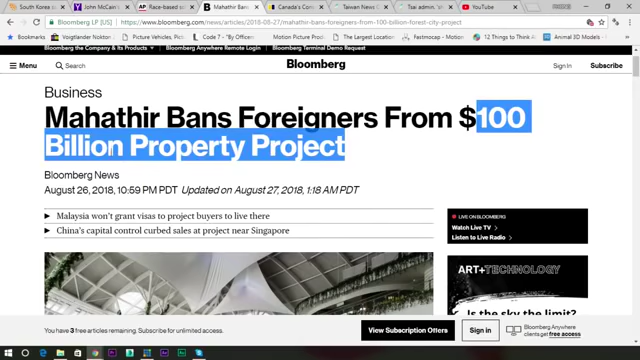 South Korea s
John McCain's
Race-based sc
Mahathir Bans
Canada's Cons
Taiwan News G
Tsai admin. 's
YouTube
Bloomberg LP [US]
https://www.bloomberg.com/news/articles/2018-08-27/mahathir-bans-foreigners-from-100-billion-forest-city-project
Bookmarks
Voigtlander Nokton
Picture Vehicles, Pic
Code 7 - "By Officer
Motion Picture Prod
The Largest Location
Fastmocap - Motion
12 Things to Think A
Animal 3D Models - F
Bloomberg the Company & Its Products
Bloomberg Anywhere Remote Login
Bloomberg Terminal Demo Request
Menu
Search
Bloomberg
Sign In
Subscribe
Business
Mahathir Bans Foreigners From $100
Billion Property Project
Bloomberg News
August 26, 2018, 10:59 PM PDT Updated on August 27, 2018, 1:18 AM PDT
Malaysia won't grant visas to project buyers to live there
China's capital control curbed sales at project near Singapore
LIVE ON BLOOMBERG
Watch Live TV
Listen to Live Radio
ART+TECHNOLOGY
Is the sky the limit?
You have 3 free articles remaining. Subscribe for unlimited access.
View Subscription Offers
Sign in
Bloomberg Anywhere
clients get free access